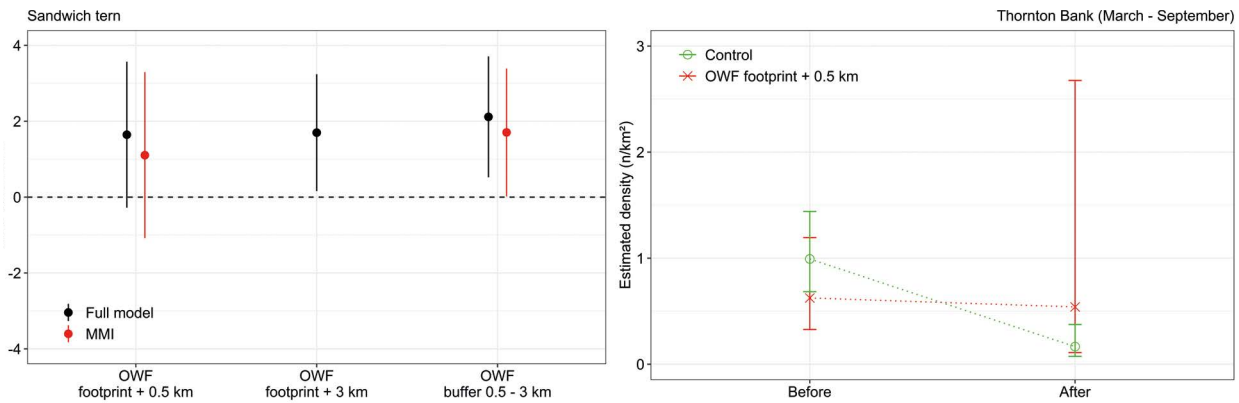 Sandwich tern
4
2
0
-2
-4
Full model
MMI
OWF
footprint + 0.5 km
OWF
footprint + 3 km
OWF
buffer 0.5 - 3 km
Thornton Bank (March - September)
Estimated density (n/km²)
3
2
1
0
Control
OWF footprint + 0.5 km
Before
After